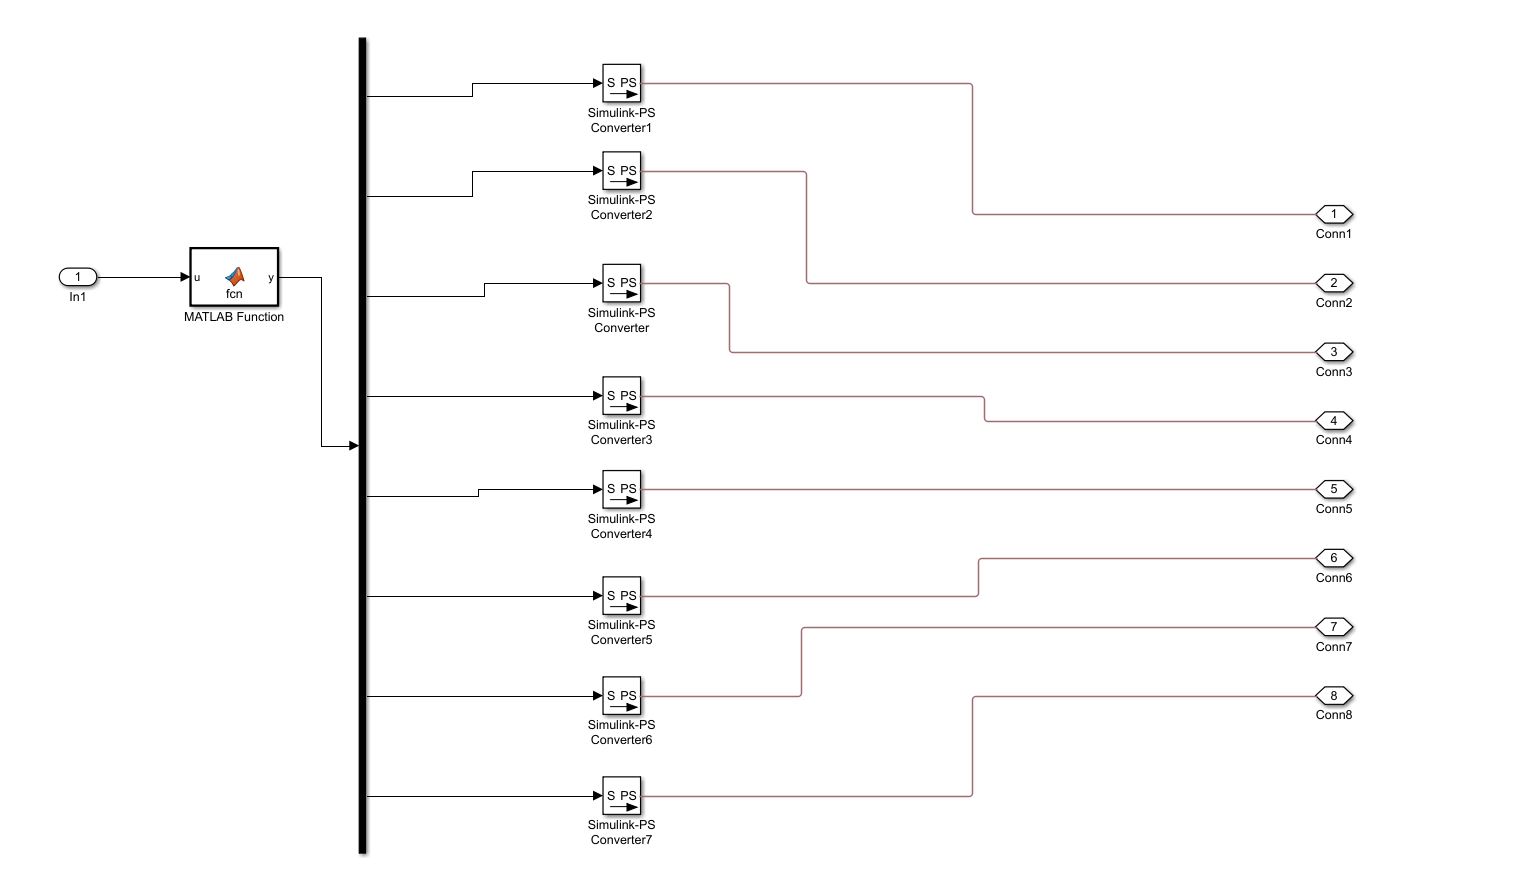 S PS
Simulink-PS
Converter1
1
Conn1
S PS
Simulink-PS
Converter2
2
Conn2
1
In1
u
y
fcn
MATLAB Function
S PS
Simulink-PS
Converter
3
Conn3
S PS
Simulink-PS
Converter3
4
Conn4
S PS
Simulink-PS
Converter4
5
Conn5
S PS
Simulink-PS
Converter5
6
Conn6
S PS
Simulink-PS
Converter6
7
Conn7
S PS
Simulink-PS
Converter7
8
Conn8